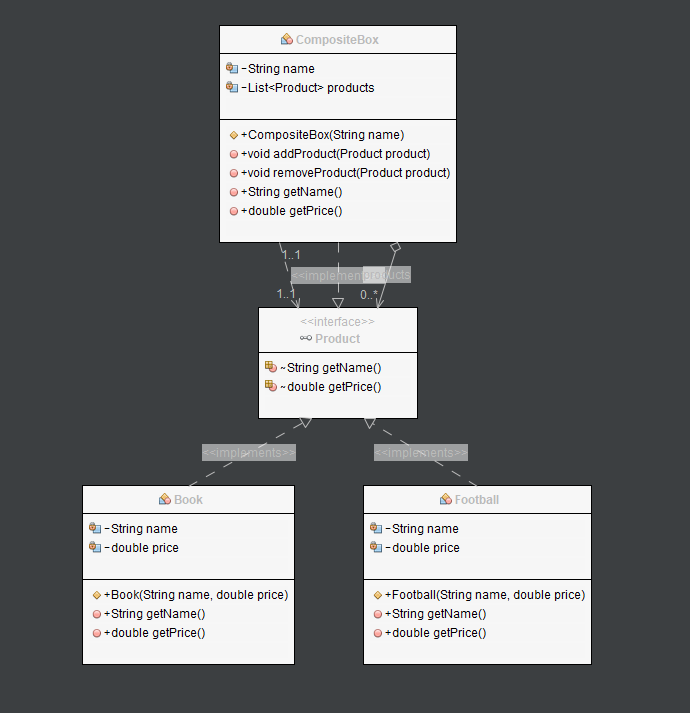 CompositeBox
-String name
-List<Product> products
+CompositeBox(String name)
+void addProduct(Product product)
+void removeProduct(Product product)
+String getName()
+double getPrice()
1..1
<<implem
products
1..1
0..*
<<interface>>
Product
~String getName()
~double getPrice()
<<implements>>
<<implements>>
Book
-String name
-double price
+Book(String name, double price)
+String getName()
+double getPrice()
Football
-String name
-double price
+Football(String name, double price)
+String getName()
+double getPrice()